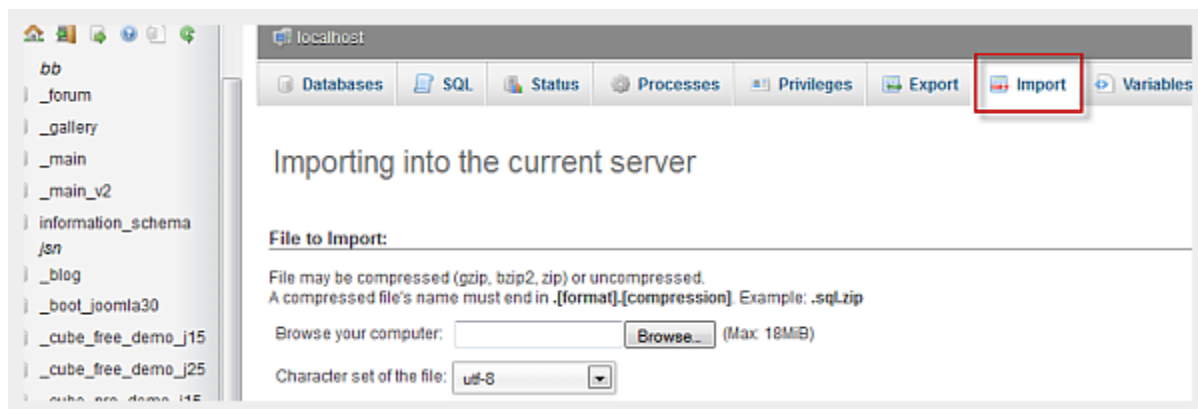 localhost
Databases SQL Status Processes Privileges Export Import Variables
bb
_forum
_gallery
_main
_main_v2
information_schema
jsn
_blog
_boot_joomla30
_cube_free_demo_j15
_cube_free_demo_j25
Importing into the current server
File to Import:
File may be compressed (gzip, bzip2, zip) or uncompressed.
A compressed file's name must end in .[format].[compression]. Example: .sql.zip
Browse your computer: Browse... (Max: 18MiB)
Character set of the file: utf-8